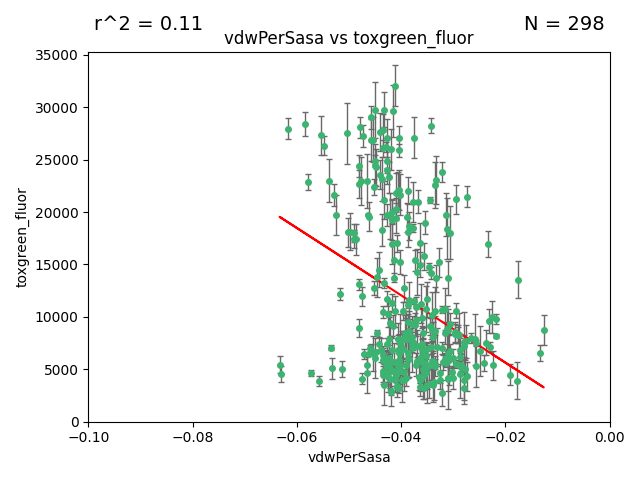 r^2 = 0.11
N = 298
vdwPerSasa vs toxgreen_fluor
35000
30000
25000
20000
15000
10000
5000
0
toxgreen_fluor
−0.10
−0.08
−0.06
−0.04
−0.02
0.00
vdwPerSasa